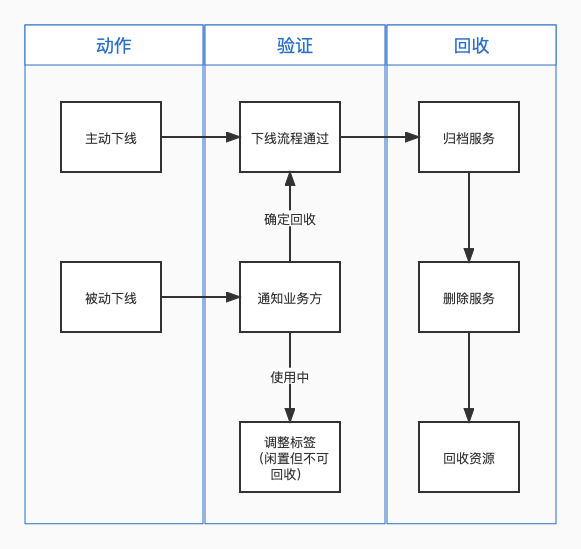 动作
验证
回收
主动下线
下线流程通过
归档服务
确定回收
被动下线
通知业务方
删除服务
使用中
调整标签
(闲置但不可
回收)
回收资源